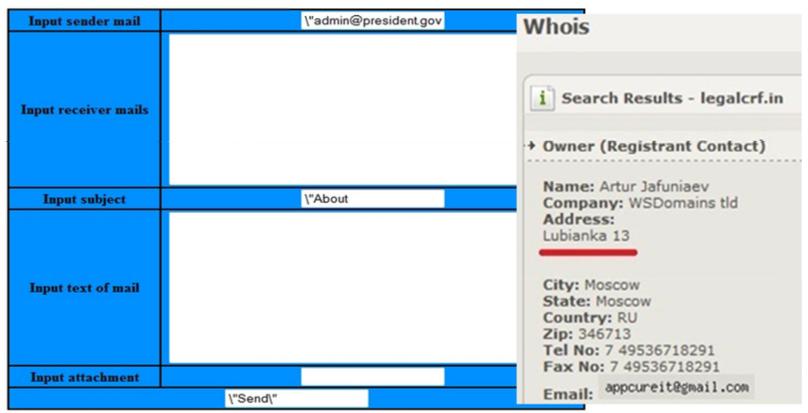 Input sender mail
\"admin@president.gov
Input receiver mails
Input subject
\"About
Input text of mail
Input attachment
\"Send\"
Whois
Search Results - legalcrf.in
Owner (Registrant Contact)
Name: Artur Jafuniaev
Company: WSDomains tld
Address:
Lubianka 13
City: Moscow
State: Moscow
Country: RU
Zip: 346713
Tel No: 7 49536718291
Fax No: 7 49536718291
Email: appcureit@gmail.com